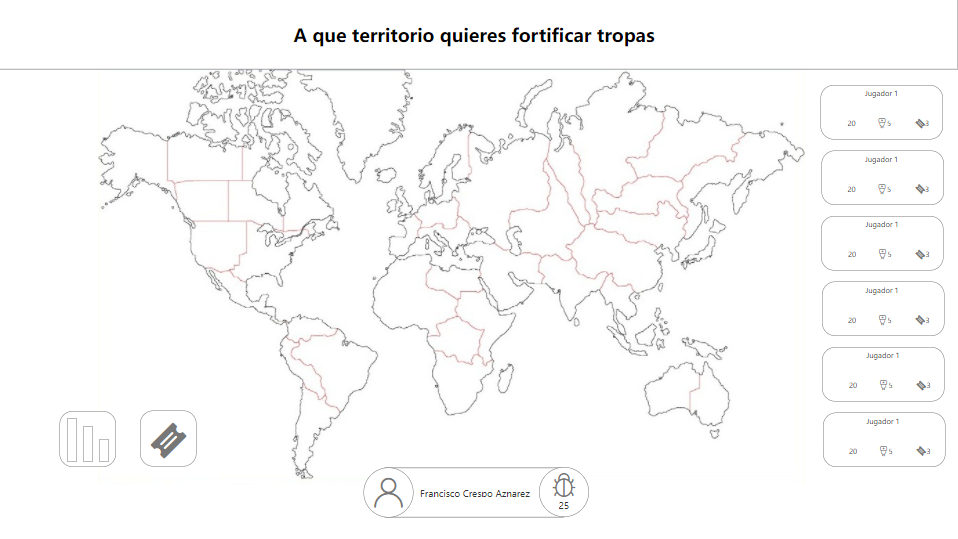 A que territorio quieres fortificar tropas
Jugador 1
20 5 3
Jugador 1
20 5 3
Jugador 1
20 5 3
Jugador 1
20 5 3
Jugador 1
20 5 3
Jugador 1
20 5 3
Francisco Crespo Aznarez
25